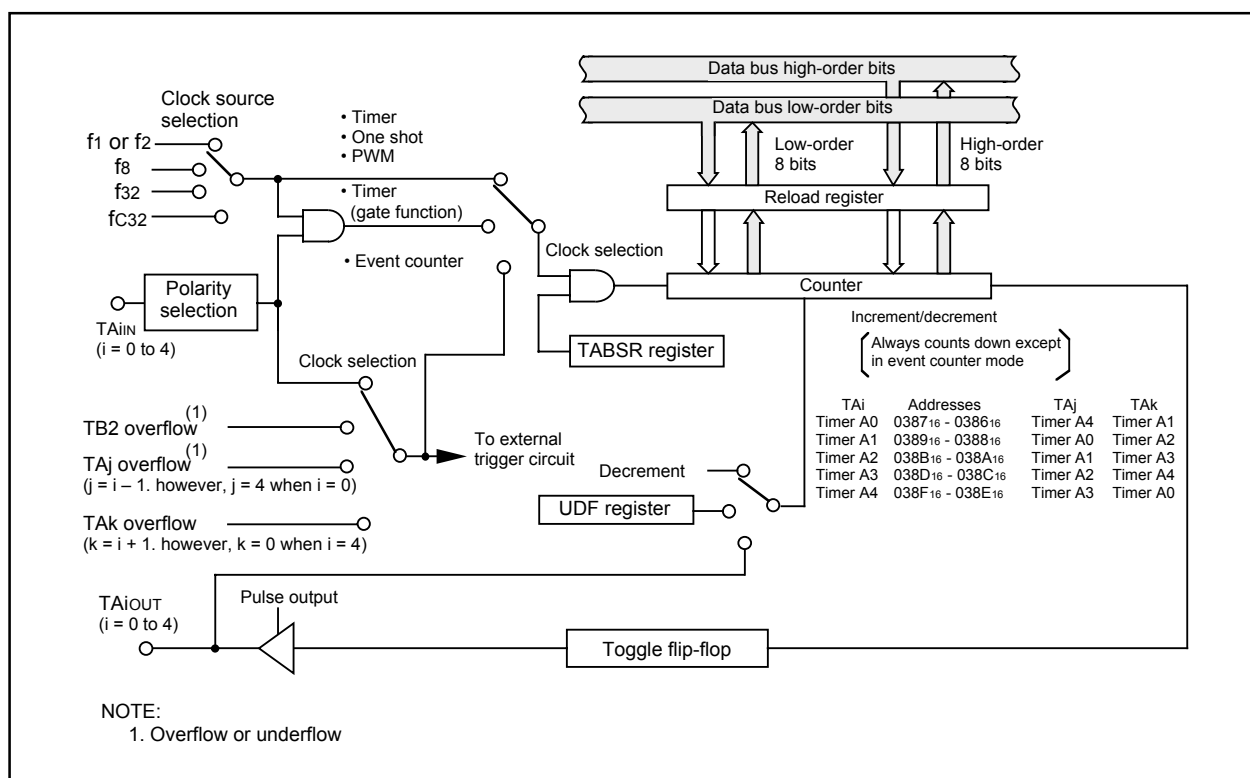 Data bus high-order bits
Data bus low-order bits
Clock source
selection
f1 or f2
f8
f32
fC32
• Timer
• One shot
• PWM
• Timer
(gate function)
• Event counter
Low-order
8 bits
High-order
8 bits
Reload register
Clock selection
Counter
Polarity
selection
TAiIN
(i = 0 to 4)
TABSR register
Increment/decrement
(Always counts down except
in event counter mode)
Clock selection
TB2 overflow(1)
TAj overflow(1)
(j = i – 1. however, j = 4 when i = 0)
TAk overflow
(k = i + 1. however, k = 0 when i = 4)
To external
trigger circuit
Decrement
UDF register
TAi Addresses TAj TAk
Timer A0 038716 - 038616 Timer A4 Timer A1
Timer A1 038916 - 038816 Timer A0 Timer A2
Timer A2 038B16 - 038A16 Timer A1 Timer A3
Timer A3 038D16 - 038C16 Timer A2 Timer A4
Timer A4 038F16 - 038E16 Timer A3 Timer A0
TAiOUT
(i = 0 to 4)
Pulse output
Toggle flip-flop
NOTE:
1. Overflow or underflow